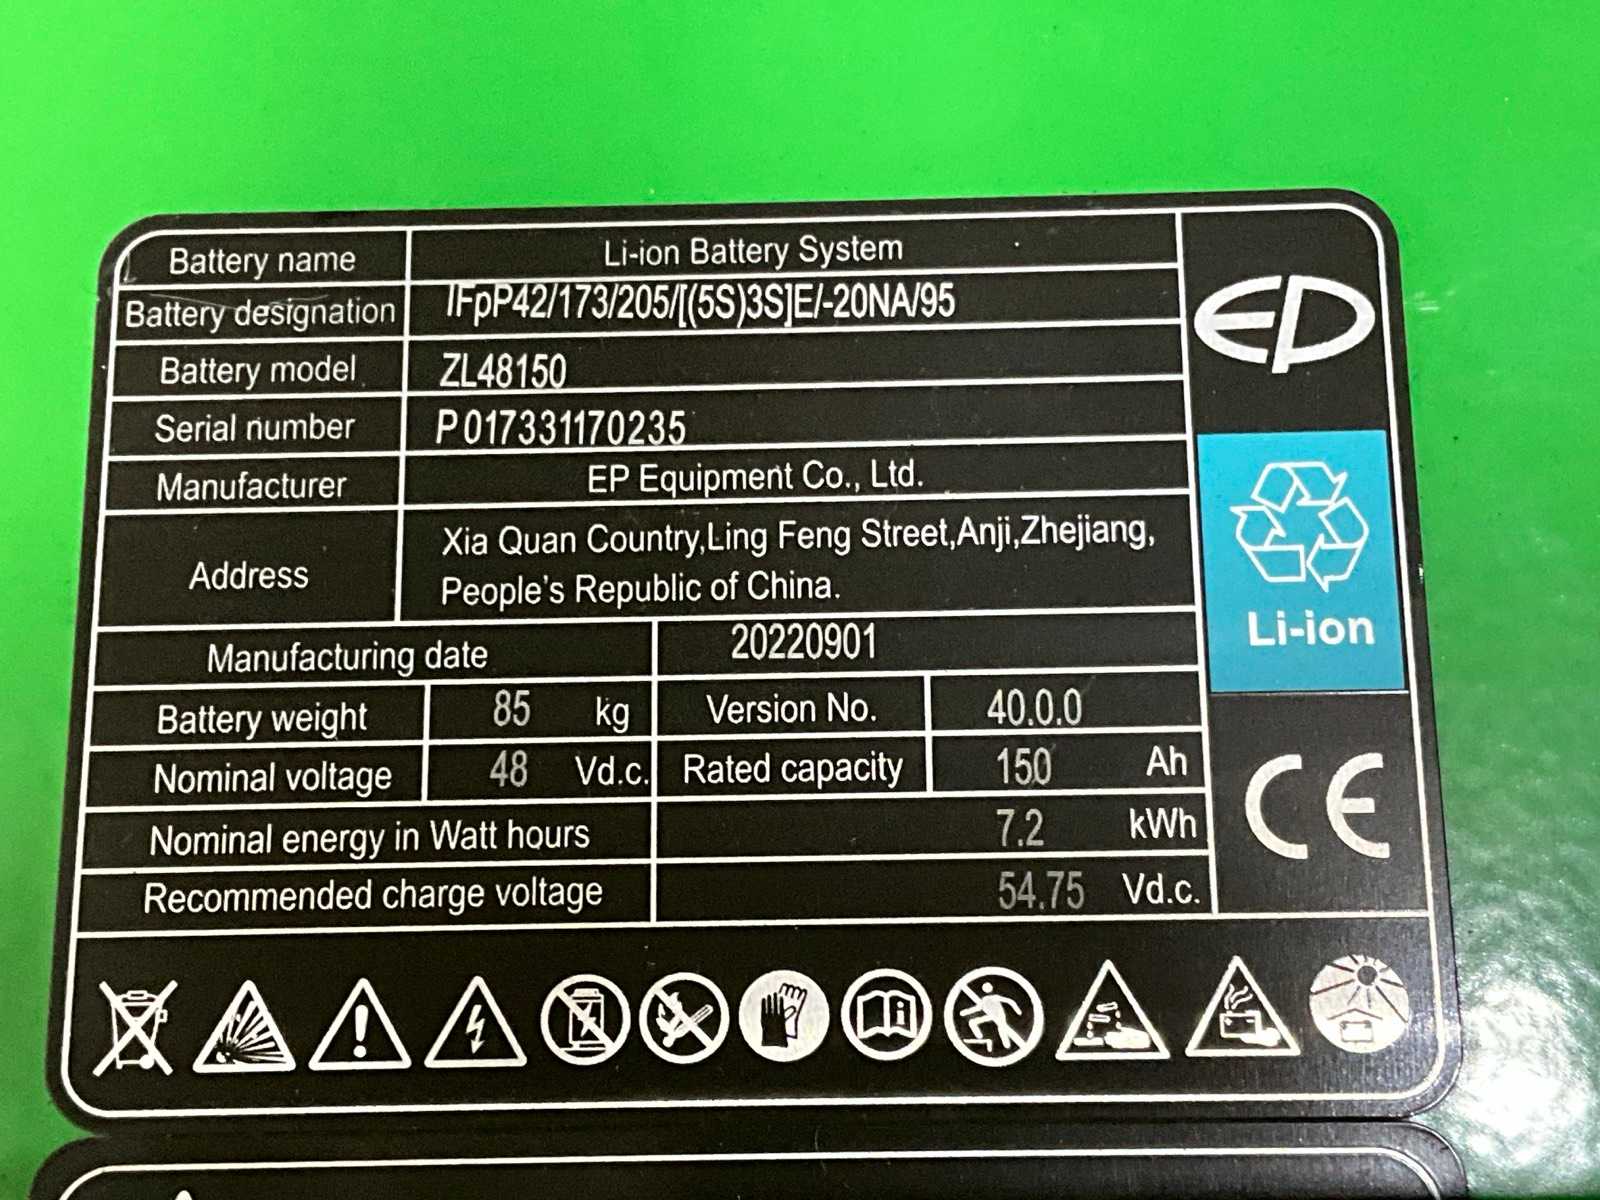 Battery name Li-ion Battery System
Battery designation IFpP42/173/205/[(5S)3S]E/-20NA/95
Battery model ZL48150
Serial number P017331170235
Manufacturer EP Equipment Co., Ltd.
Address Xia Quan Country,Ling Feng Street,Anji,Zhejiang,
People's Republic of China.
Manufacturing date 20220901
Battery weight 85 kg Version No. 40.0.0
Nominal voltage 48 Vd.c. Rated capacity 150 Ah
Nominal energy in Watt hours 7.2 kWh
Recommended charge voltage 54.75 Vd.c.
EP
Li-ion
CE